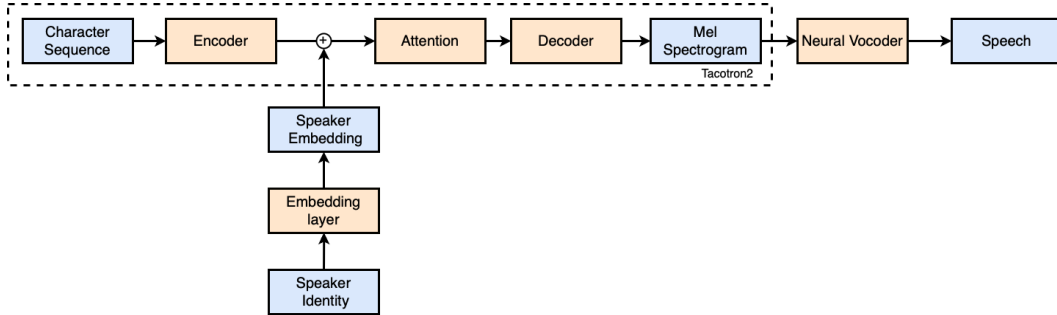 Character
Sequence
Encoder
+
Attention
Decoder
Mel
Spectrogram
Neural Vocoder
Speech
Tacotron2
Speaker
Embedding
Embedding
layer
Speaker
Identity